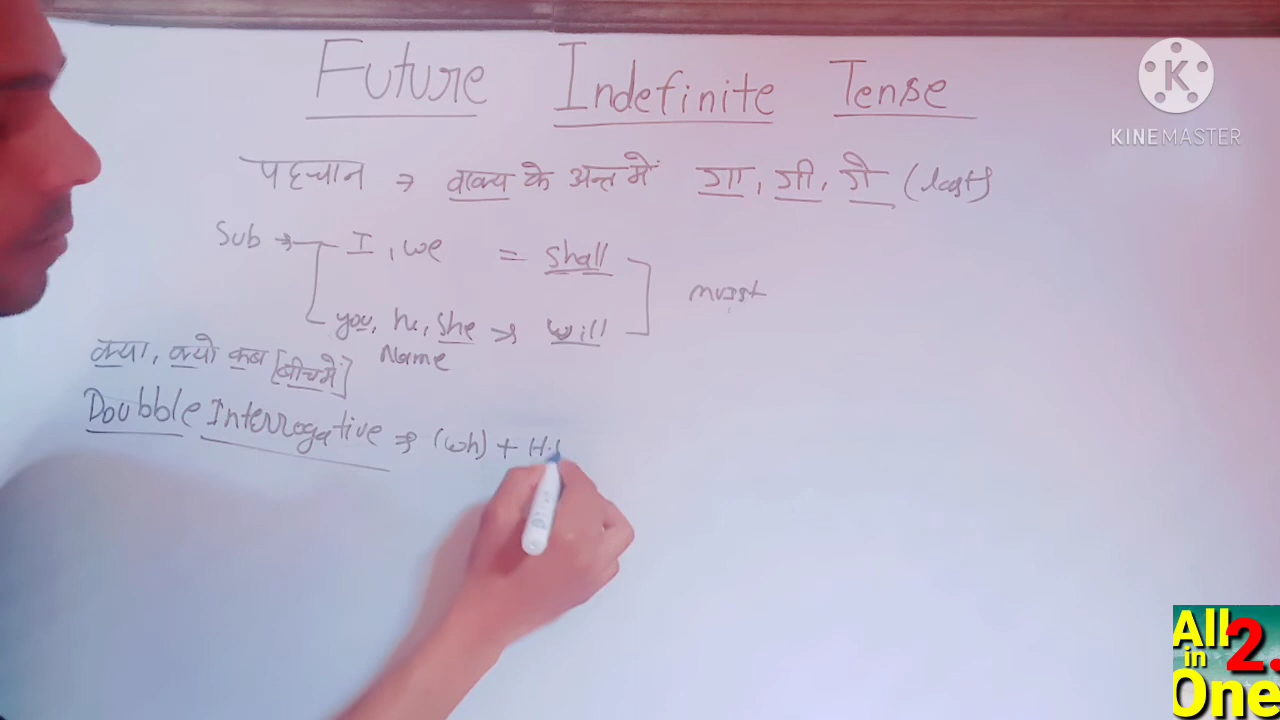 Future Indefinite Tense
KINEMASTER
पहचान → वाक्य के अन्त में गा, गी, गे (last)
Sub → I, we = shall
must
you, he, she → will
Name
क्या, क्यो कब [बीच में]
Doubble Interrogative ⇒ (wh) + H.
All in One 2.